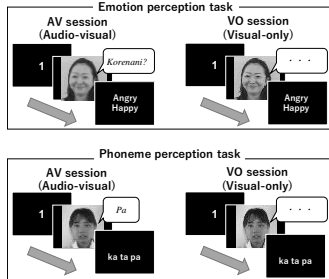 Emotion perception task
AV session
(Audio-visual)
VO session
(Visual-only)
1
Korenani?
Angry
Happy
1
. . .
Angry
Happy
Phoneme perception task
AV session
(Audio-visual)
VO session
(Visual-only)
1
Pa
ka ta pa
1
. . .
ka ta pa